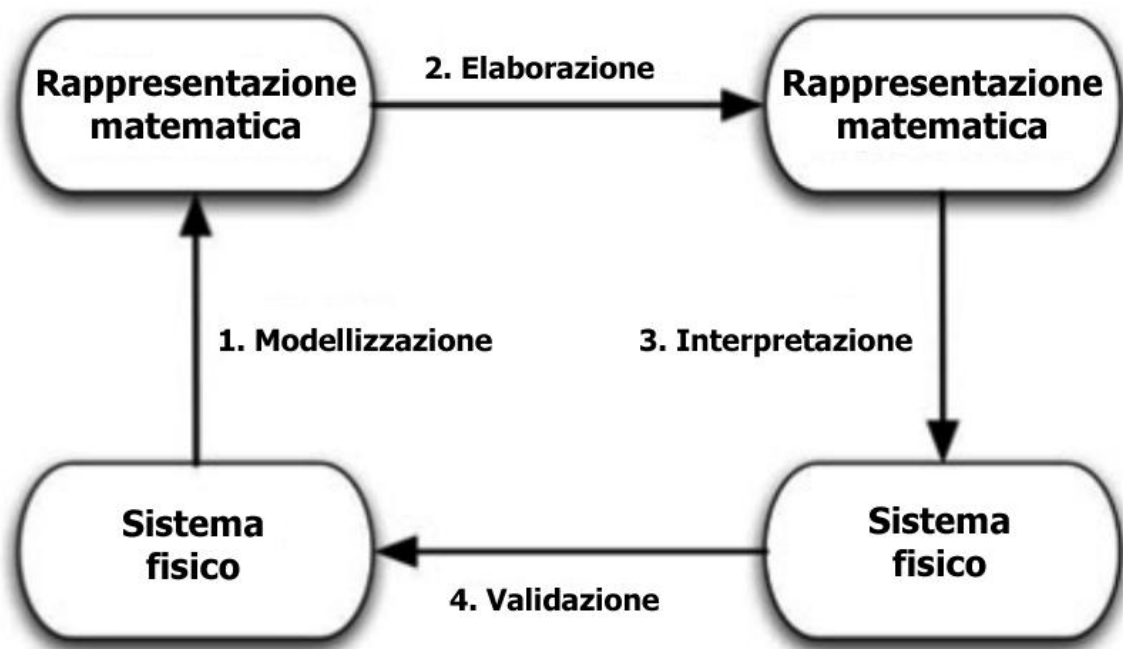 Rappresentazione
matematica
2. Elaborazione
Rappresentazione
matematica
1. Modellizzazione
3. Interpretazione
Sistema
fisico
4. Validazione
Sistema
fisico